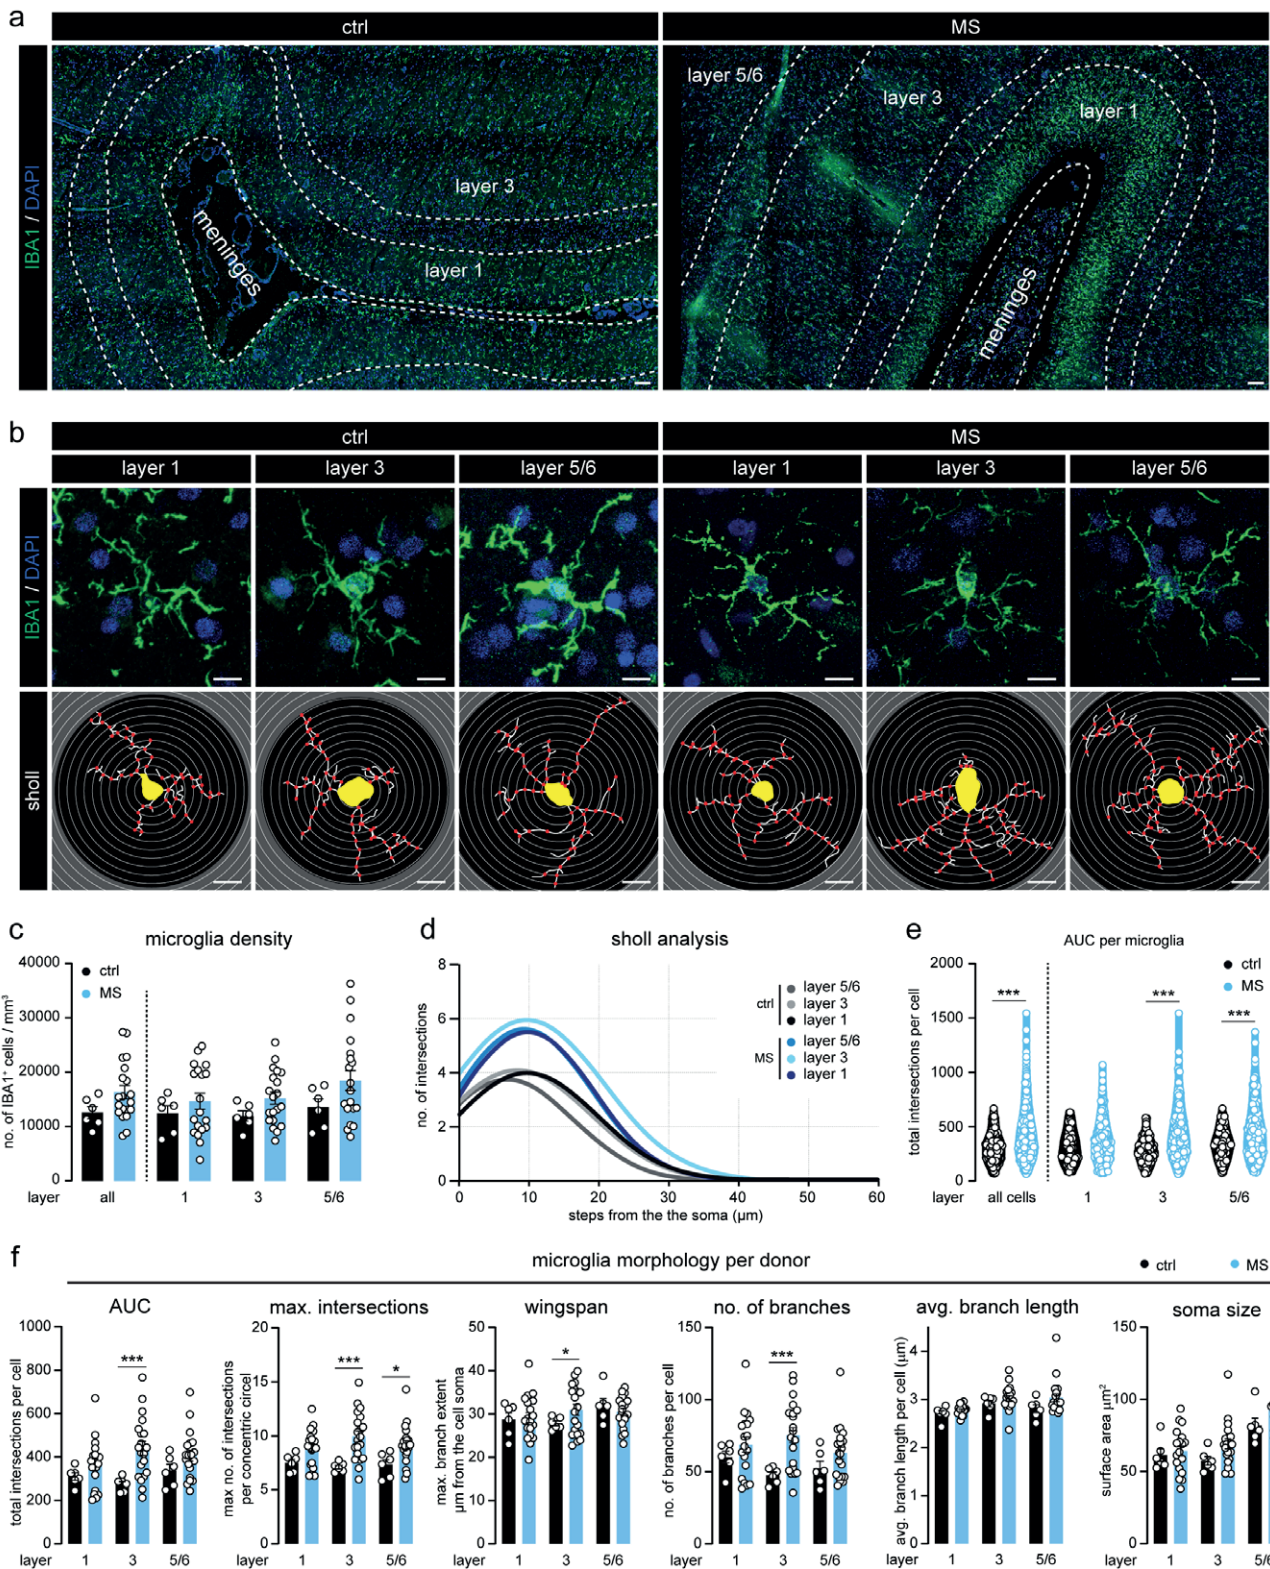 a
ctrl
MS
IBA1 / DAPI
layer 3
layer 1
meninges
layer 5/6
layer 3
layer 1
meninges
b
ctrl
MS
layer 1
layer 3
layer 5/6
layer 1
layer 3
layer 5/6
IBA1 / DAPI
sholl
c
microglia density
no. of IBA1⁺ cells / mm³
40000
30000
20000
10000
0
ctrl
MS
layer
all
1
3
5/6
d
sholl analysis
no. of intersections
8
6
4
2
0
ctrl
layer 5/6
layer 3
layer 1
MS
layer 5/6
layer 3
layer 1
0
10
20
30
40
50
60
steps from the the soma (µm)
e
AUC per microglia
total intersections per cell
2000
1500
1000
500
0
ctrl
MS
***
***
***
layer
all cells
1
3
5/6
f
microglia morphology per donor
ctrl
MS
AUC
total intersections per cell
1000
800
600
400
200
0
***
layer
1
3
5/6
max. intersections
max no. of intersections
per concentric circel
20
15
10
5
0
***
*
layer
1
3
5/6
wingspan
max. branch extent
µm from the cell soma
50
40
30
20
10
0
*
layer
1
3
5/6
no. of branches
no. of branches per cell
150
100
50
0
***
layer
1
3
5/6
avg. branch length
avg. branch length per cell (µm)
4
3
2
1
0
layer
1
3
5/6
soma size
surface area µm⁻²
150
100
50
0
layer
1
3
5/6